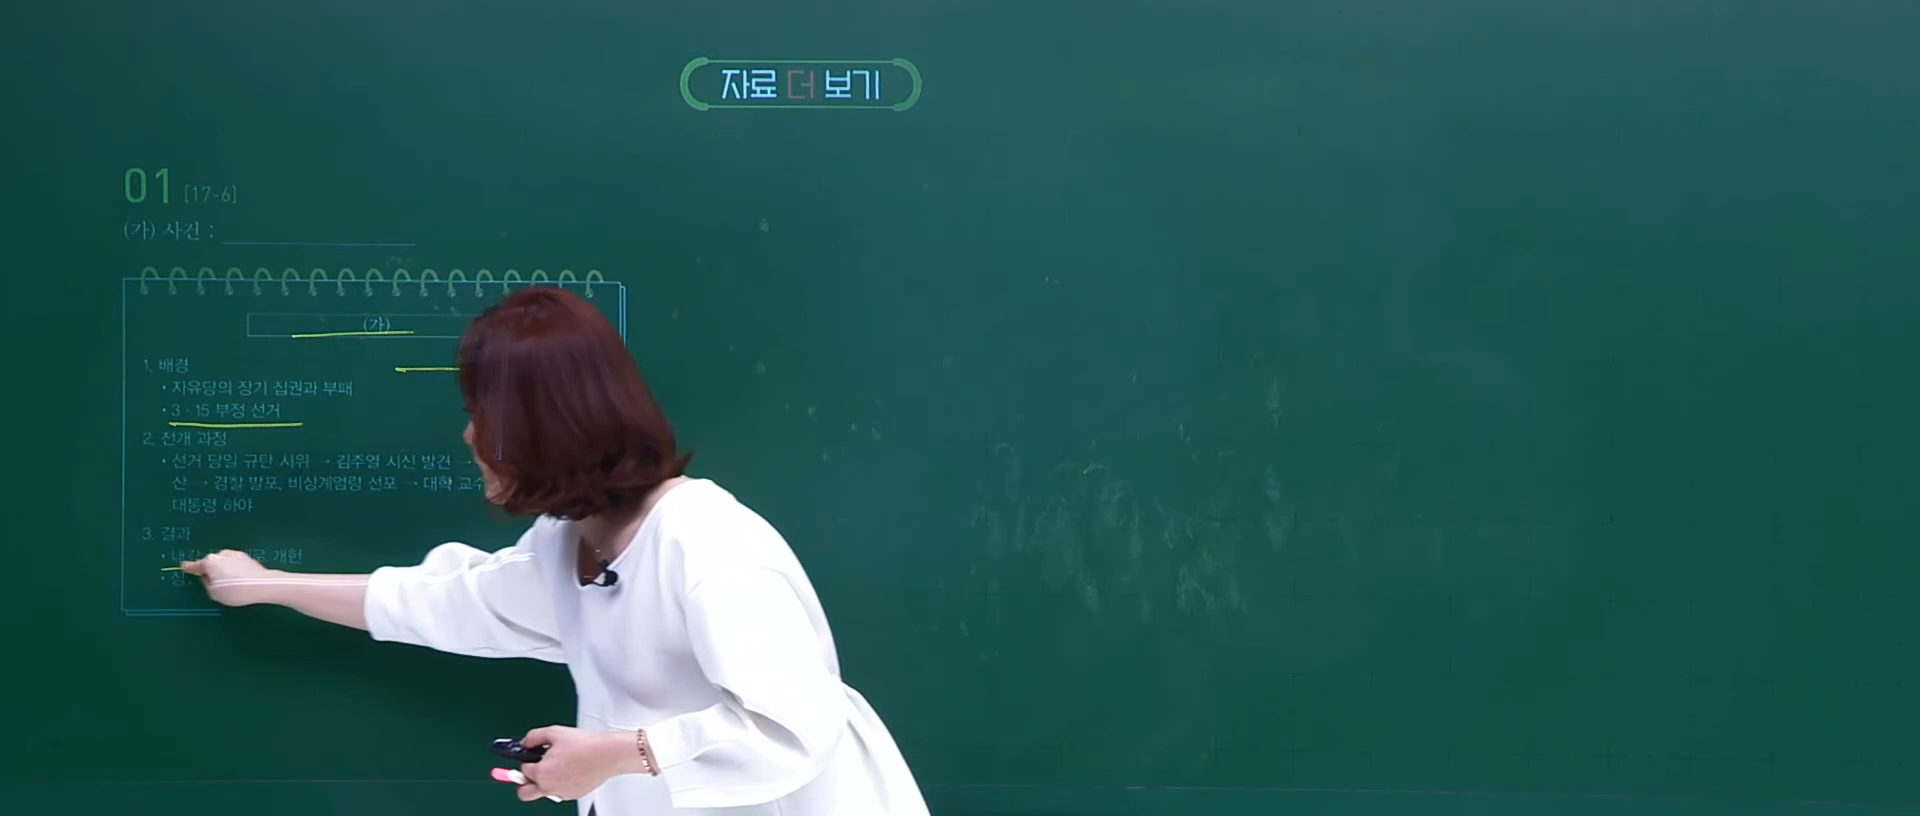 자료 더 보기
01 [17-6]
(가) 사건 :
(가)
1. 배경
• 자유당의 장기 집권과 부패
• 3·15 부정 선거
2. 전개 과정
• 선거 당일 규탄 시위 → 김주열 시신 발견 →
산 → 경찰 발포, 비상계엄령 선포 → 대학 교수
대통령 하야
3. 결과
• 개헌